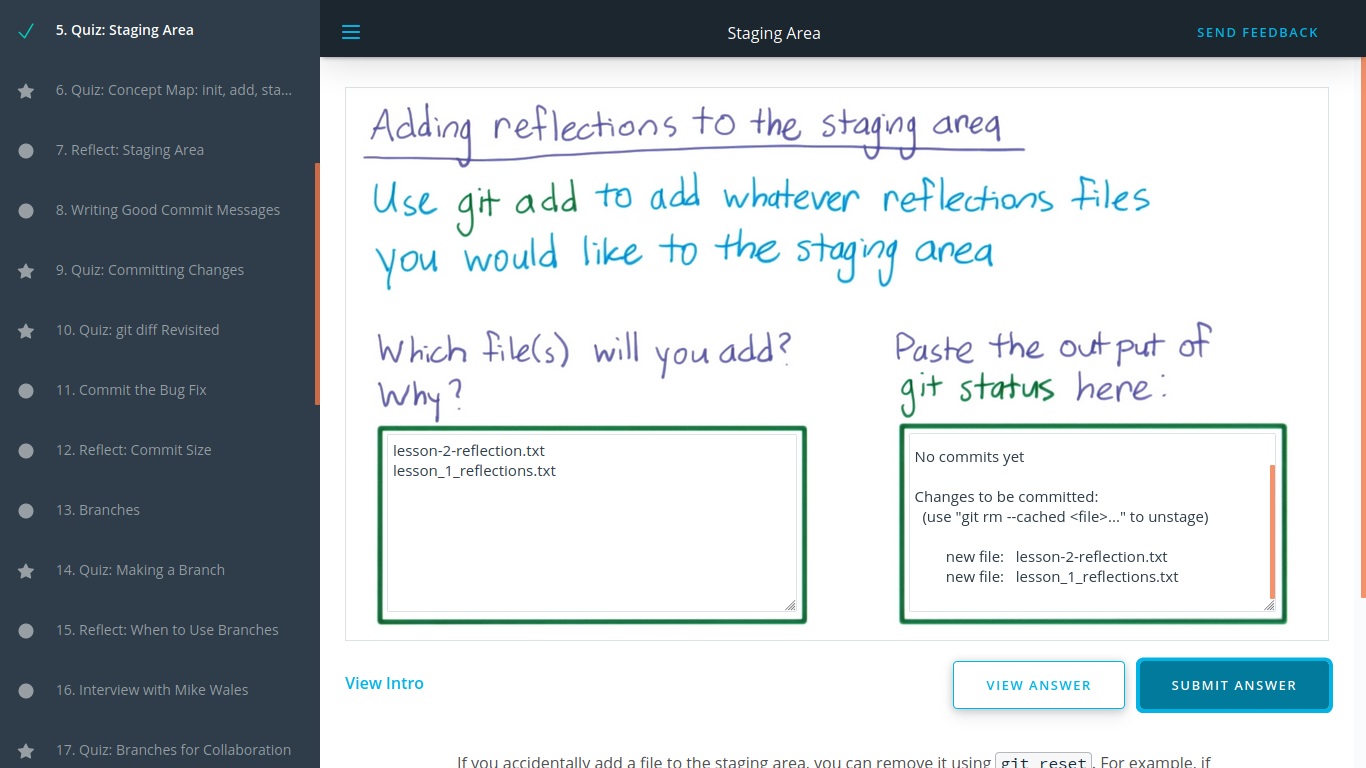 5. Quiz: Staging Area
6. Quiz: Concept Map: init, add, sta...
7. Reflect: Staging Area
8. Writing Good Commit Messages
9. Quiz: Committing Changes
10. Quiz: git diff Revisited
11. Commit the Bug Fix
12. Reflect: Commit Size
13. Branches
14. Quiz: Making a Branch
15. Reflect: When to Use Branches
16. Interview with Mike Wales
17. Quiz: Branches for Collaboration
Staging Area
SEND FEEDBACK
Adding reflections to the staging area
Use git add to add whatever reflections files
you would like to the staging area
Which file(s) will you add?
Why?
lesson-2-reflection.txt
lesson_1_reflections.txt
Paste the output of
git status here:
No commits yet
Changes to be committed:
(use "git rm --cached <file>..." to unstage)
new file: lesson-2-reflection.txt
new file: lesson_1_reflections.txt
View Intro
VIEW ANSWER
SUBMIT ANSWER
If you accidentally add a file to the staging area, you can remove it using git reset. For example, if